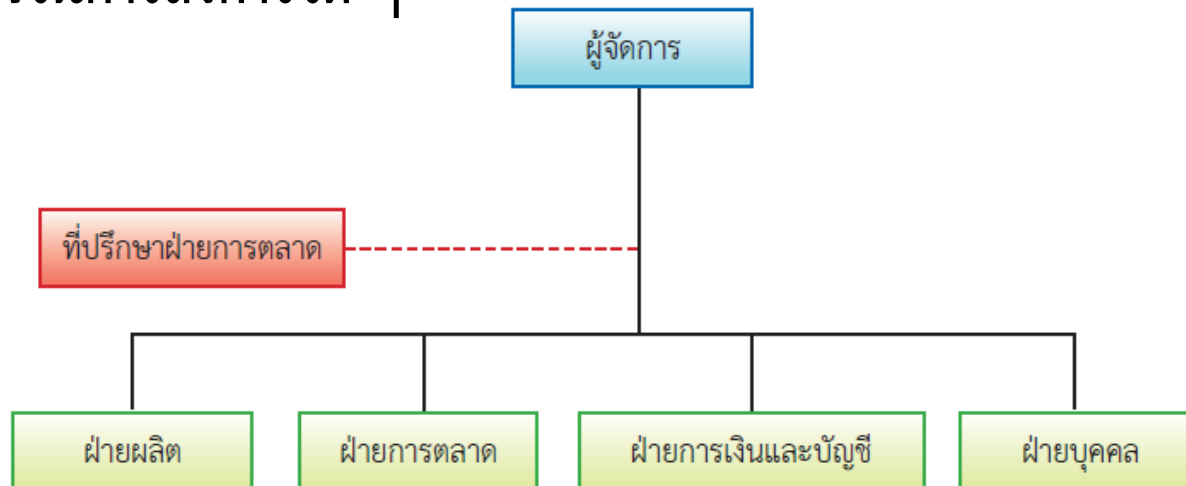 ผู้จัดการ
ที่ปรึกษาฝ่ายการตลาด
ฝ่ายผลิต
ฝ่ายการตลาด
ฝ่ายการเงินและบัญชี
ฝ่ายบุคคล